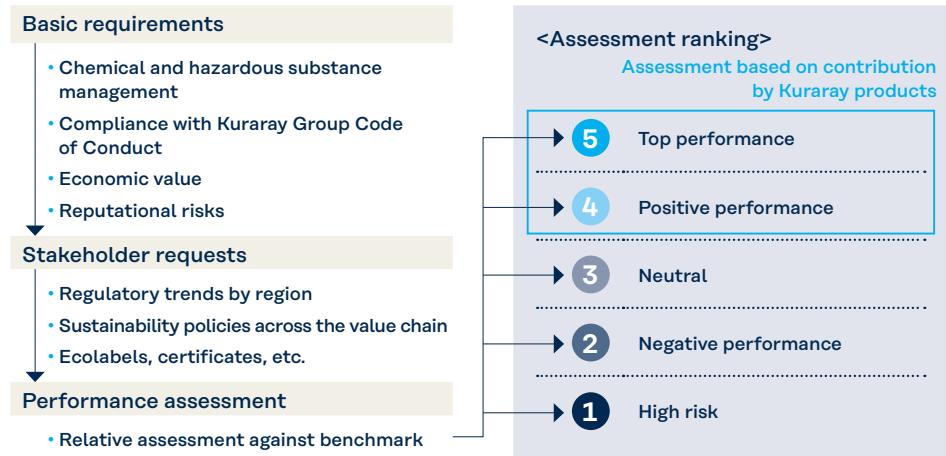 Basic requirements
• Chemical and hazardous substance
management
• Compliance with Kuraray Group Code
of Conduct
• Economic value
• Reputational risks
Stakeholder requests
• Regulatory trends by region
• Sustainability policies across the value chain
• Ecolabels, certificates, etc.
Performance assessment
• Relative assessment against benchmark
<Assessment ranking>
Assessment based on contribution
by Kuraray products
5 Top performance
4 Positive performance
3 Neutral
2 Negative performance
1 High risk